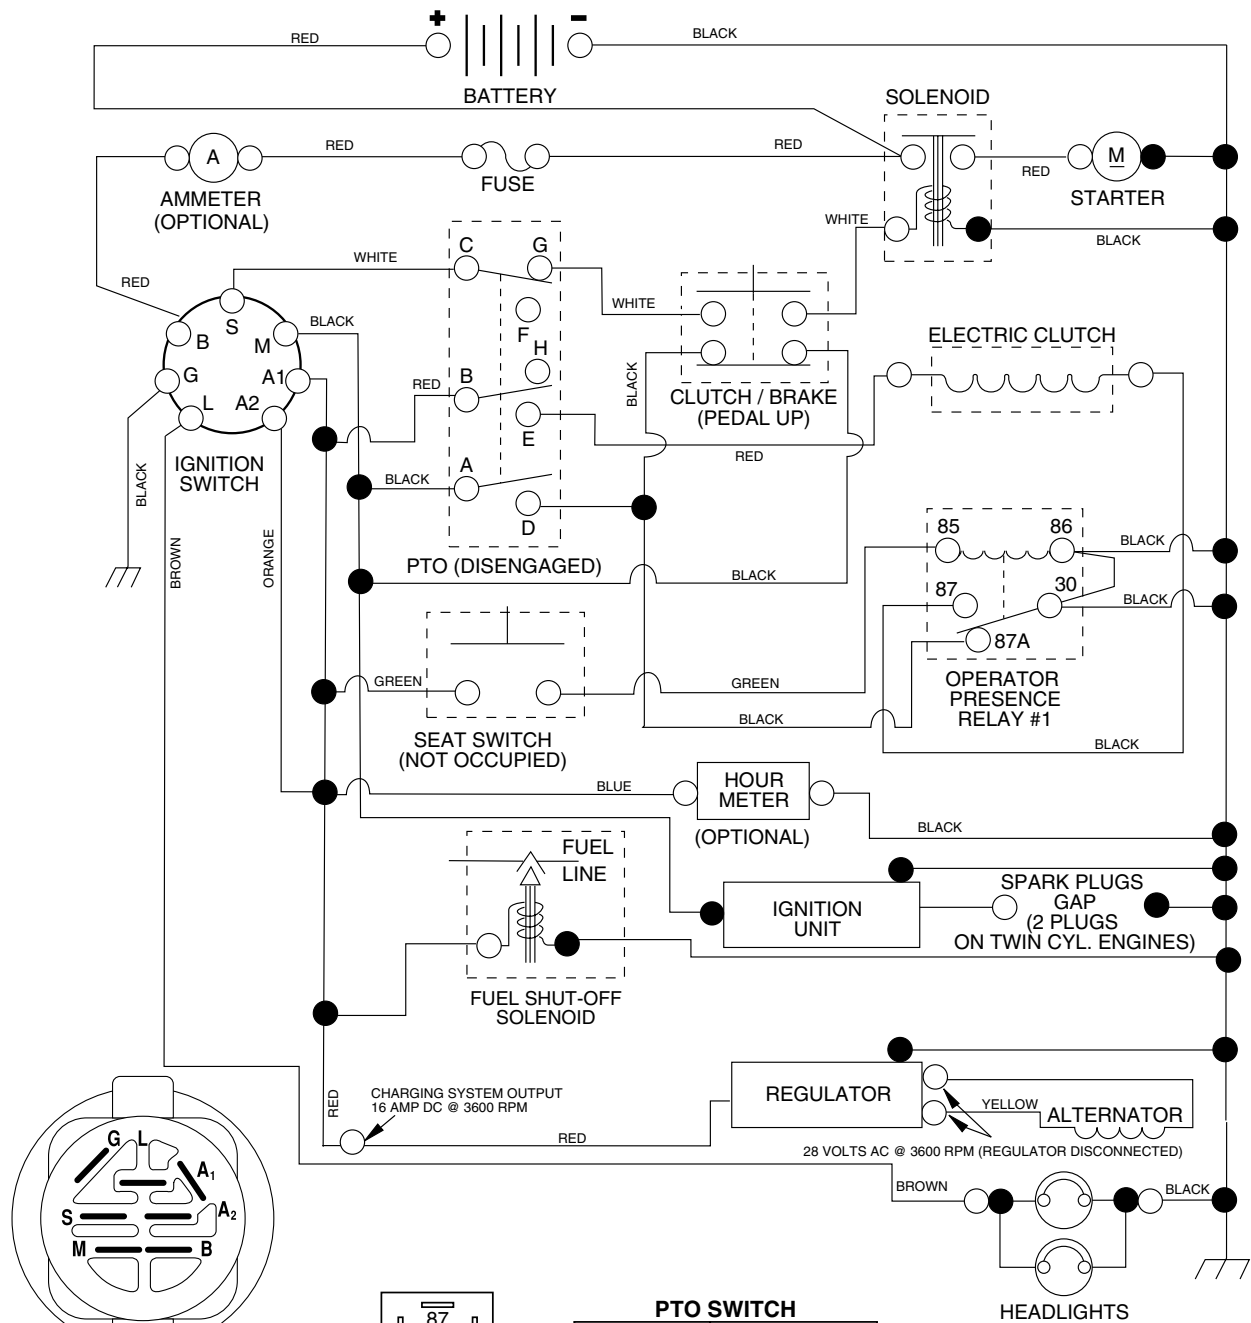 + −
RED
BLACK
BATTERY
SOLENOID
A
RED
RED
RED
M
AMMETER
(OPTIONAL)
FUSE
STARTER
WHITE
BLACK
C G
WHITE
RED
S
BLACK
F
WHITE
B
M
H
ELECTRIC CLUTCH
G
A1
RED
B
BLACK
L
A2
E
CLUTCH / BRAKE
(PEDAL UP)
RED
IGNITION
SWITCH
A
BLACK
BLACK
D
85 86
BLACK
BROWN
ORANGE
PTO (DISENGAGED)
BLACK
87 30
BLACK
87A
GREEN
GREEN
OPERATOR
PRESENCE
RELAY #1
BLACK
SEAT SWITCH
(NOT OCCUPIED)
BLACK
BLUE
HOUR
METER
(OPTIONAL)
BLACK
FUEL
LINE
IGNITION
UNIT
SPARK PLUGS
GAP
(2 PLUGS
ON TWIN CYL. ENGINES)
FUEL SHUT-OFF
SOLENOID
RED
CHARGING SYSTEM OUTPUT
16 AMP DC @ 3600 RPM
REGULATOR
YELLOW
ALTERNATOR
RED
28 VOLTS AC @ 3600 RPM (REGULATOR DISCONNECTED)
G L
A1
BROWN
BLACK
S
A2
M
B
HEADLIGHTS
87
PTO SWITCH